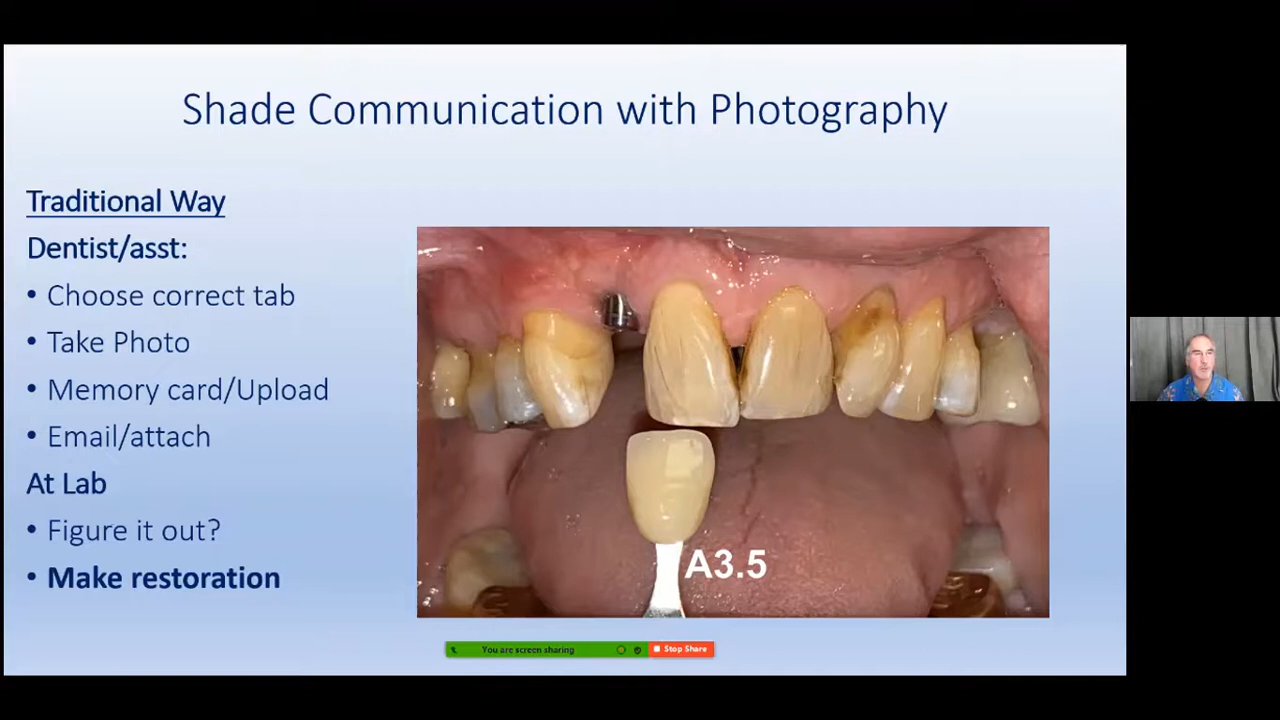 Shade Communication with Photography
Traditional Way
Dentist/asst:
• Choose correct tab
• Take Photo
• Memory card/Upload
• Email/attach
At Lab
• Figure it out?
• Make restoration
A3.5
You are screen sharing
Stop Share